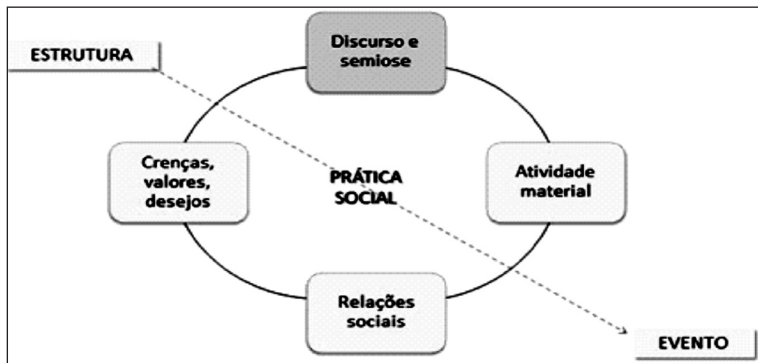 Discurso e
semiose
ESTRUTURA
Crenças,
valores,
desejos
PRÁTICA
SOCIAL
Atividade
material
Relações
sociais
EVENTO